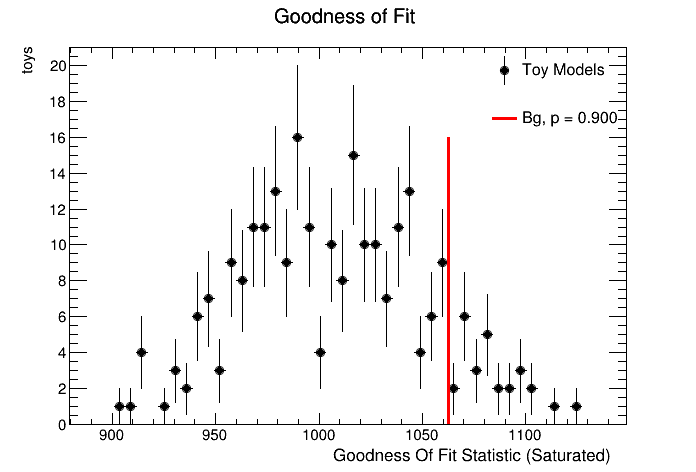 Goodness of Fit
toys
20
18
16
14
12
10
8
6
4
2
0
Toy Models
Bg, p = 0.900
900 950 1000 1050 1100
Goodness Of Fit Statistic (Saturated)